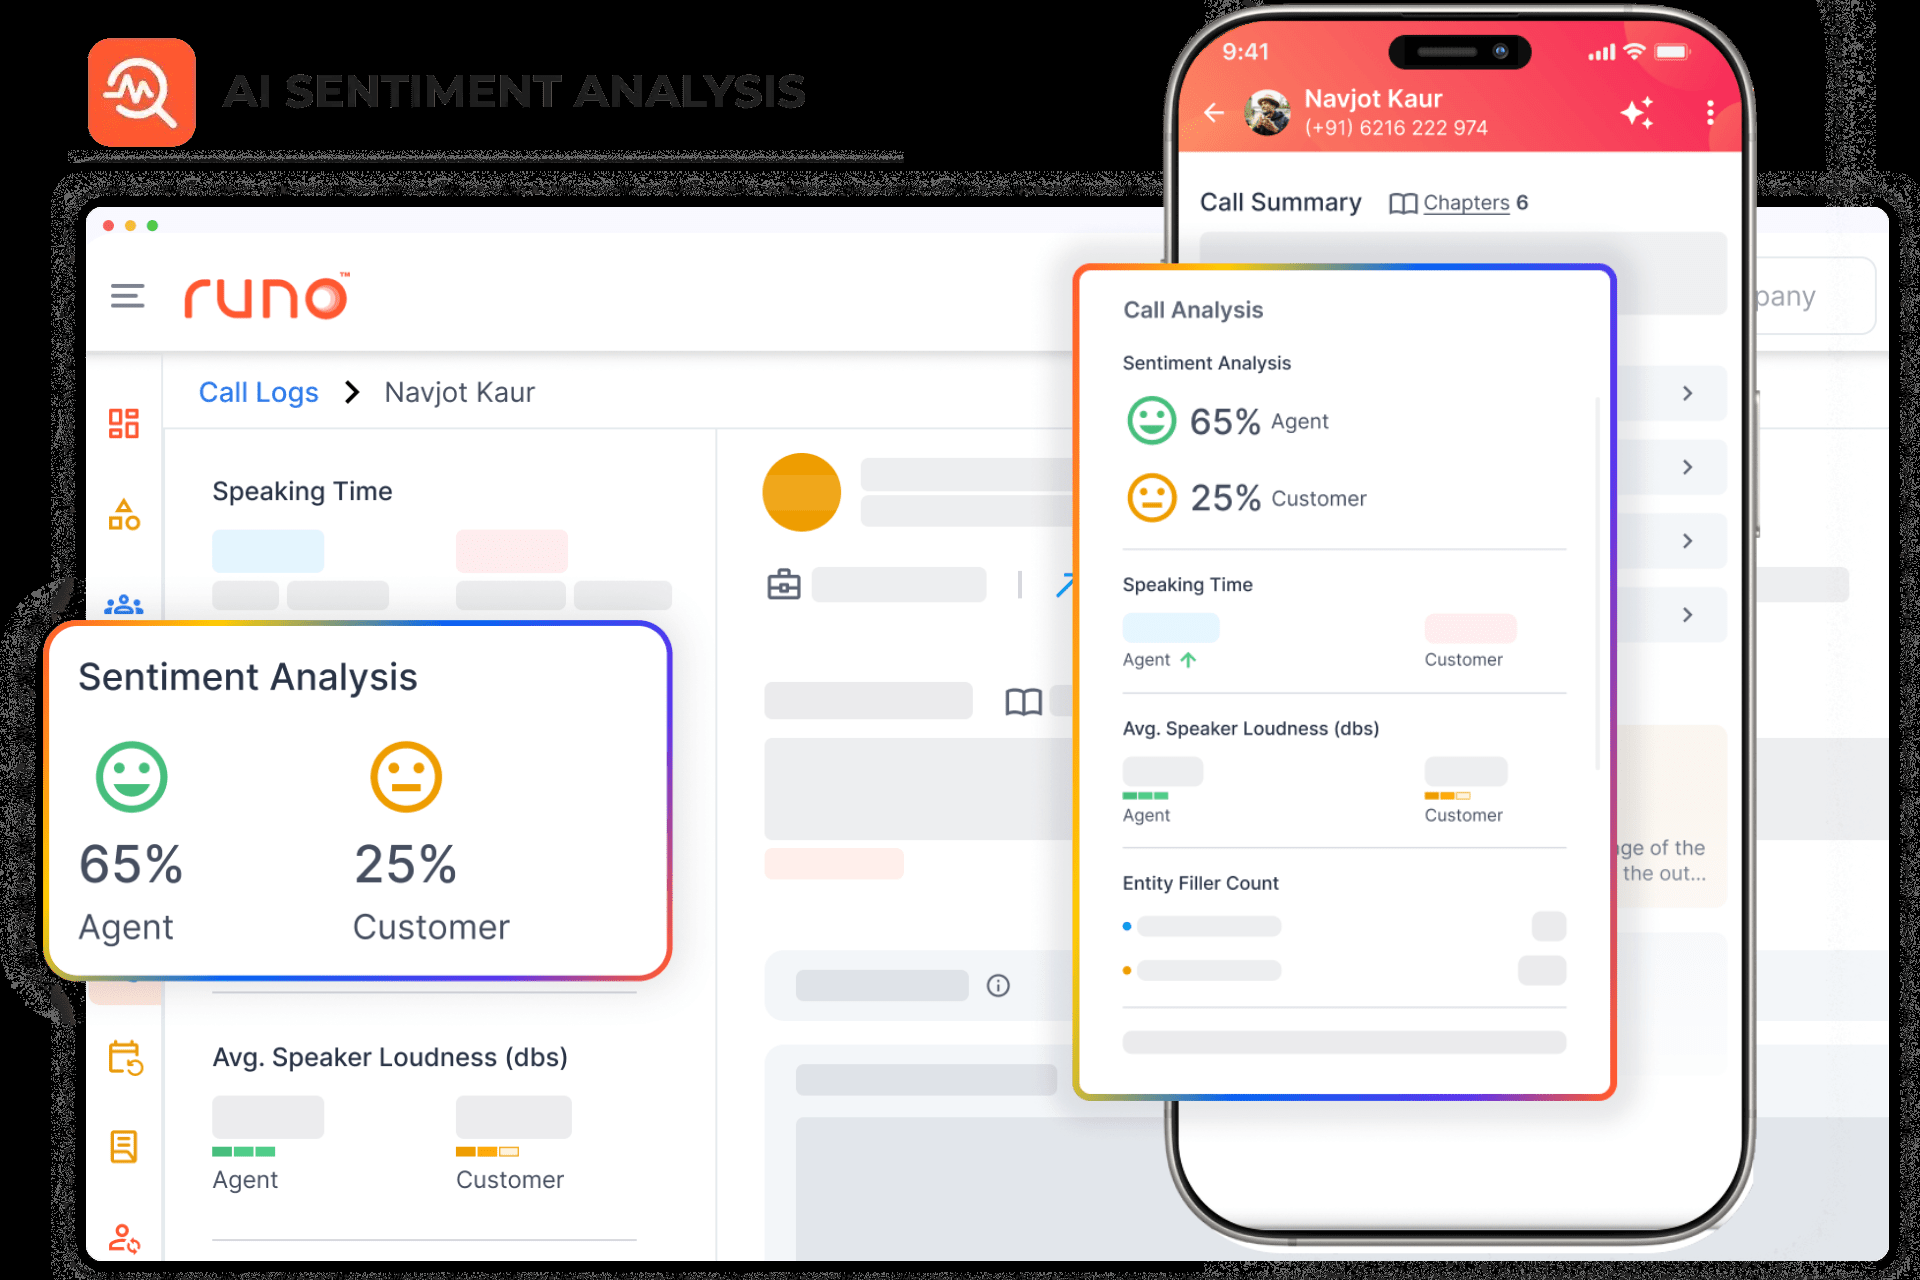 AI SENTIMENT ANALYSIS
runo™
Call Logs
Navjot Kaur
Speaking Time
Sentiment Analysis
65%
25%
Agent
Customer
Avg. Speaker Loudness (dbs)
Agent
Customer
9:41
Navjot Kaur
(+91) 6216 222 974
Call Summary
Chapters 6
Call Analysis
Sentiment Analysis
65% Agent
25% Customer
Speaking Time
Agent
Customer
Avg. Speaker Loudness (dbs)
Agent
Customer
Entity Filler Count
of the
the out...